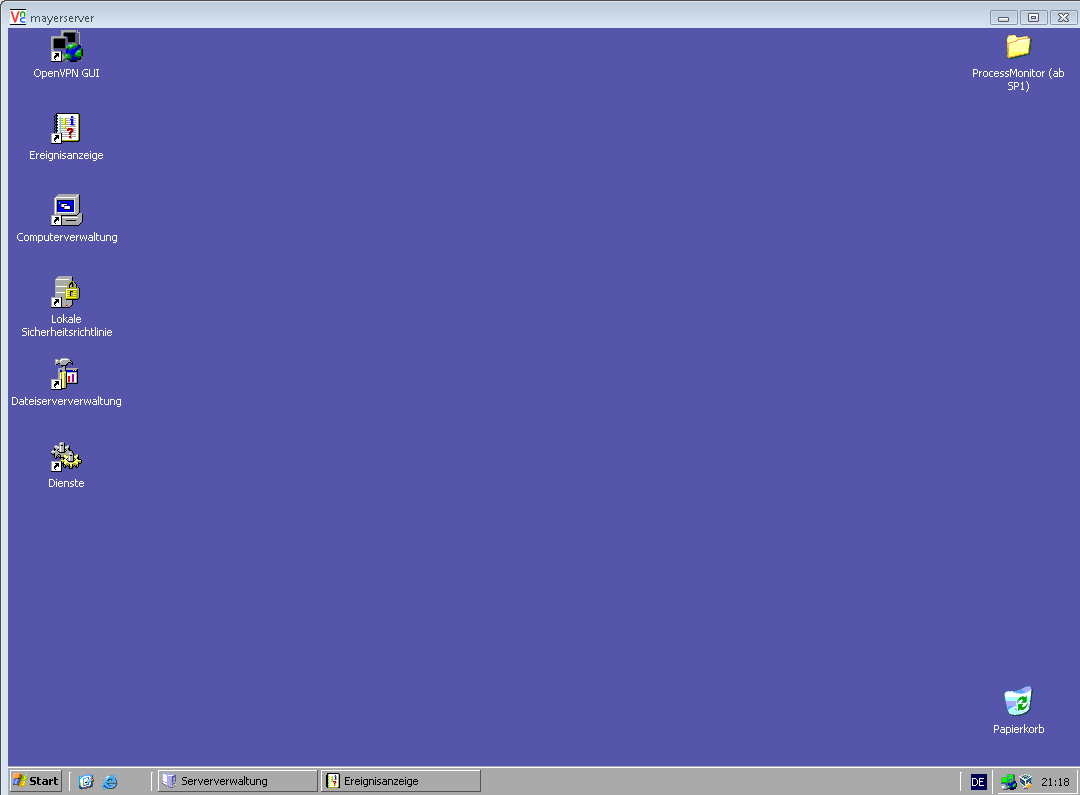 mayerserver
OpenVPN GUI
ProcessMonitor (ab
SP1)
Ereignisanzeige
Computerverwaltung
Lokale
Sicherheitsrichtlinie
Dateiserververwaltung
Dienste
Papierkorb
Start
Serververwaltung
Ereignisanzeige
DE
21:18